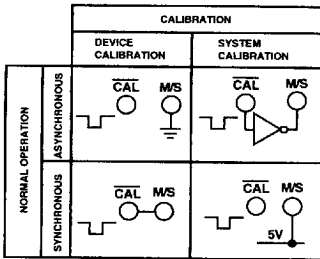 CALIBRATION
DEVICE
CALIBRATION
SYSTEM
CALIBRATION
NORMAL OPERATION
ASYNCHRONOUS
CAL M/S
CAL M/S
SYNCHRONOUS
CAL M/S
CAL M/S
5V